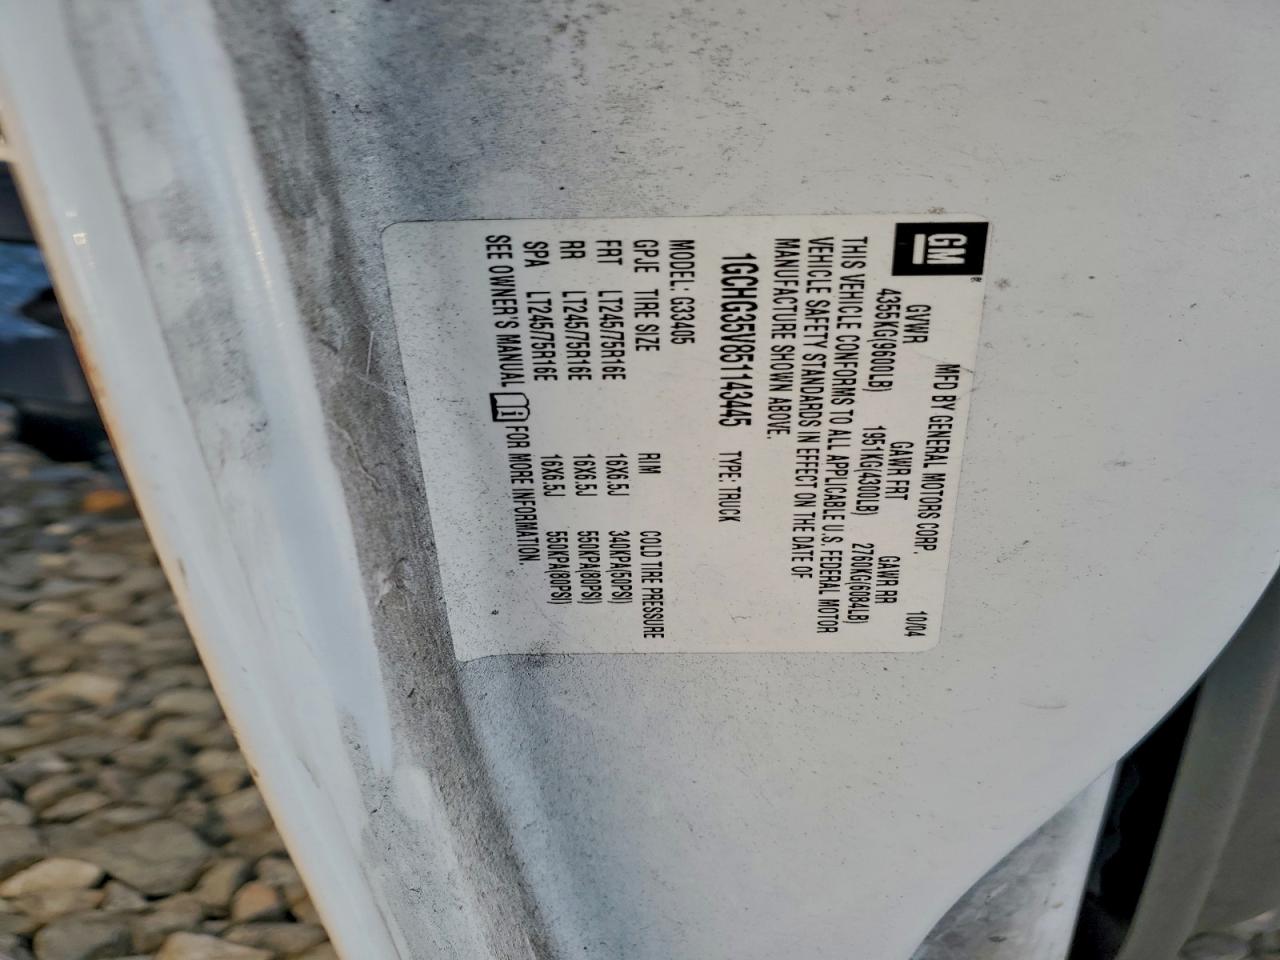 GM®
MFD BY GENERAL MOTORS CORP. 10/04
GVWR GAWR FRT GAWR RR
4355KG(9600LB) 1951KG(4300LB) 2760KG(6084LB)
THIS VEHICLE CONFORMS TO ALL APPLICABLE U.S. FEDERAL MOTOR
VEHICLE SAFETY STANDARDS IN EFFECT ON THE DATE OF
MANUFACTURE SHOWN ABOVE.
1GCHG35V851143445 TYPE: TRUCK
MODEL: G33405
GPJE TIRE SIZE RIM COLD TIRE PRESSURE
FRT LT245/75R16E 16X6.5J 340KPA(50PSI)
RR LT245/75R16E 16X6.5J 550KPA(80PSI)
SPA LT245/75R16E 16X6.5J 550KPA(80PSI)
SEE OWNER'S MANUAL FOR MORE INFORMATION.